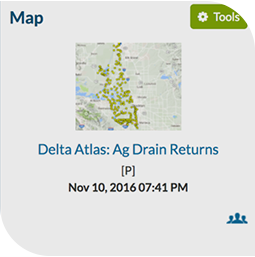 Map
Tools
Delta Atlas: Ag Drain Returns
[P]
Nov 10, 2016 07:41 PM